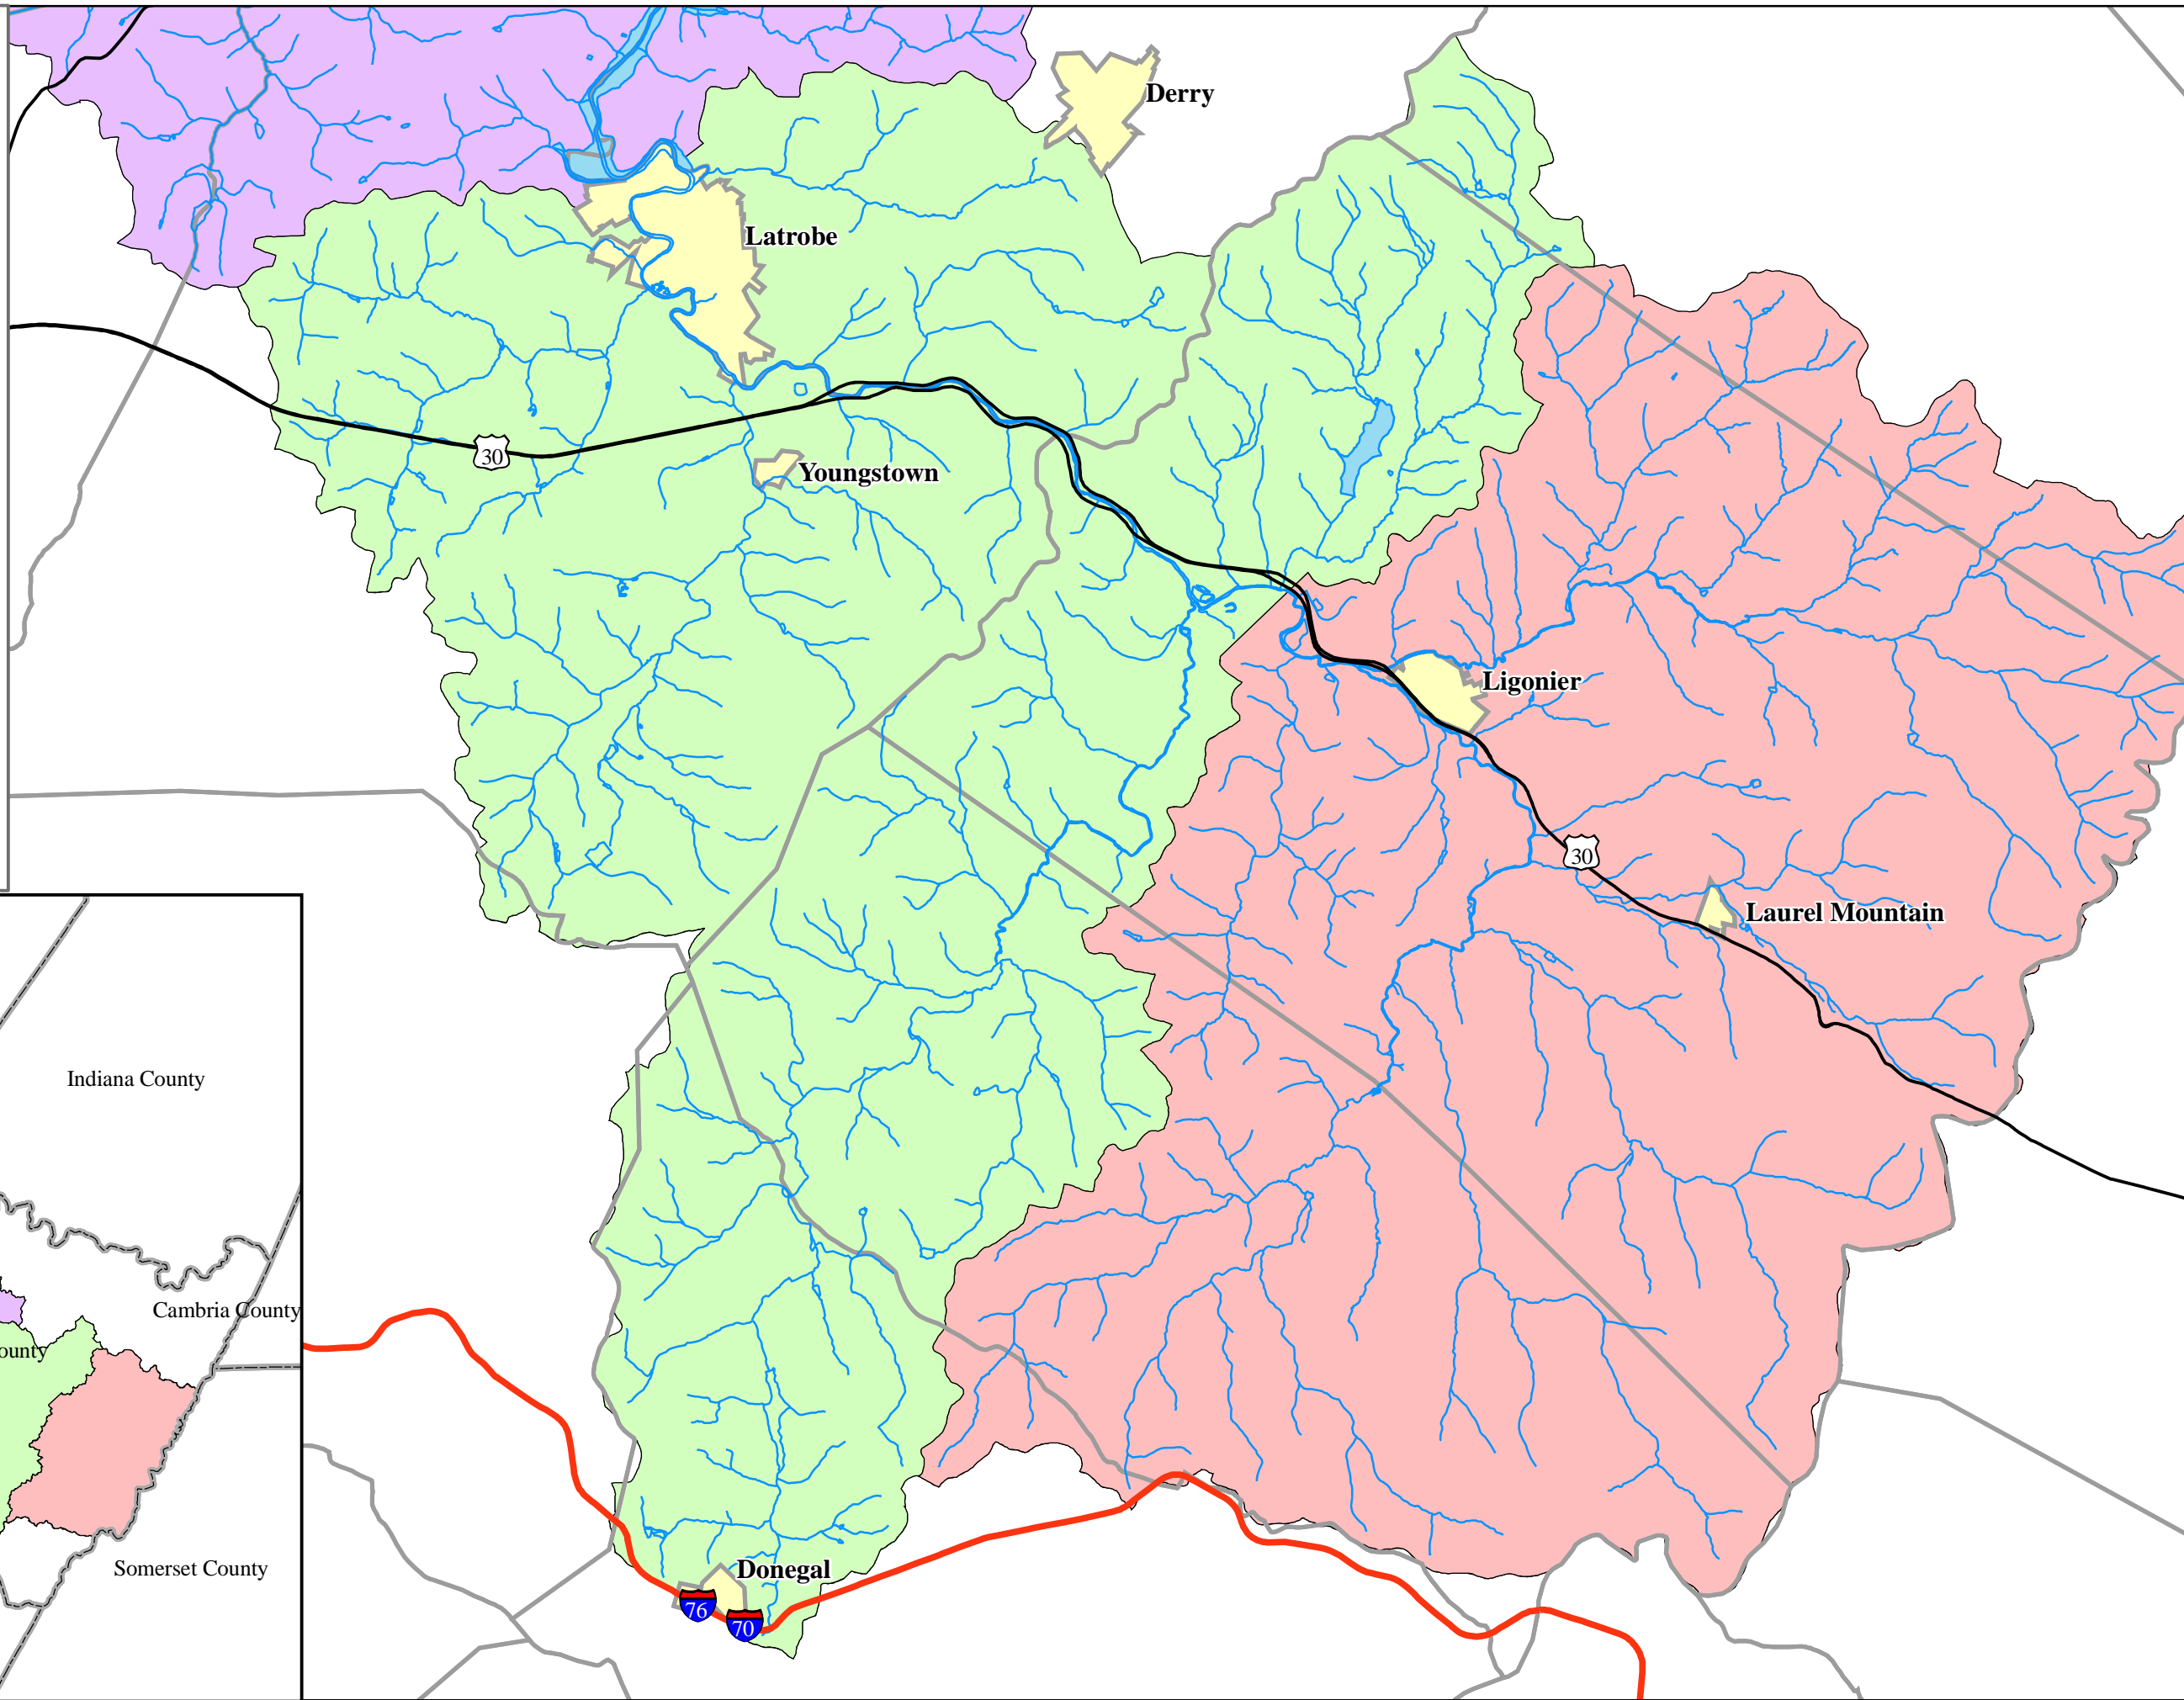 Derry
Latrobe
30
Youngstown
Ligonier
30
Laurel Mountain
Indiana County
Cambria County
ounty
Somerset County
Donegal
76
70